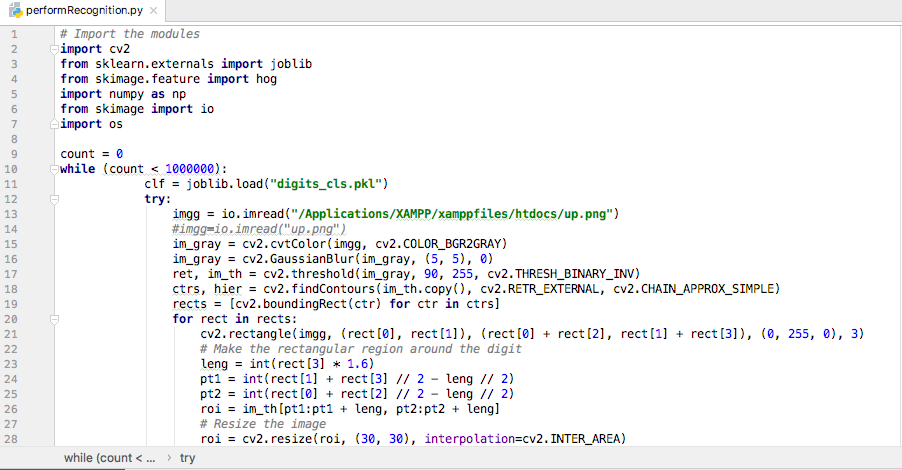 performRecognition.py ×
1 # Import the modules
2 import cv2
3 from sklearn.externals import joblib
4 from skimage.feature import hog
5 import numpy as np
6 from skimage import io
7 import os
8
9 count = 0
10 while (count < 1000000):
11 clf = joblib.load("digits_cls.pkl")
12 try:
13 imgg = io.imread("/Applications/XAMPP/xamppfiles/htdocs/up.png")
14 #imgg=io.imread("up.png")
15 im_gray = cv2.cvtColor(imgg, cv2.COLOR_BGR2GRAY)
16 im_gray = cv2.GaussianBlur(im_gray, (5, 5), 0)
17 ret, im_th = cv2.threshold(im_gray, 90, 255, cv2.THRESH_BINARY_INV)
18 ctrs, hier = cv2.findContours(im_th.copy(), cv2.RETR_EXTERNAL, cv2.CHAIN_APPROX_SIMPLE)
19 rects = [cv2.boundingRect(ctr) for ctr in ctrs]
20 for rect in rects:
21 cv2.rectangle(imgg, (rect[0], rect[1]), (rect[0] + rect[2], rect[1] + rect[3]), (0, 255, 0), 3)
22 # Make the rectangular region around the digit
23 leng = int(rect[3] * 1.6)
24 pt1 = int(rect[1] + rect[3] // 2 - leng // 2)
25 pt2 = int(rect[0] + rect[2] // 2 - leng // 2)
26 roi = im_th[pt1:pt1 + leng, pt2:pt2 + leng]
27 # Resize the image
28 roi = cv2.resize(roi, (30, 30), interpolation=cv2.INTER_AREA)
while (count < ... › try